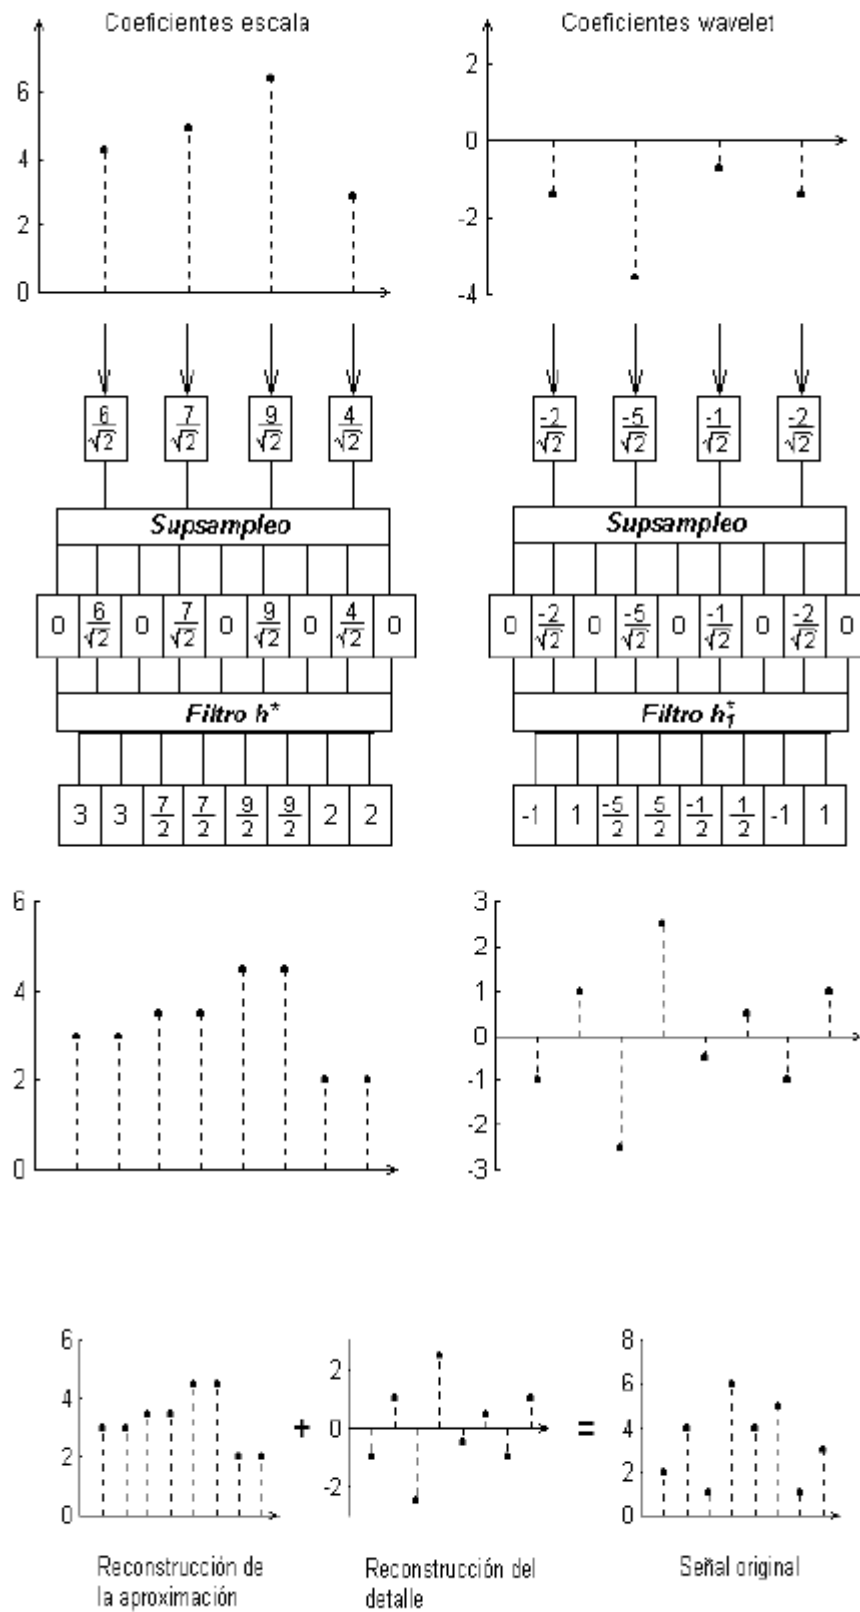 Coeficientes escala
Coeficientes wavelet
6
4
2
0
2
0
-2
-4
6/√2 7/√2 9/√2 4/√2
-2/√2 -5/√2 -1/√2 -2/√2
Supsampleo
Supsampleo
0 6/√2 0 7/√2 0 9/√2 0 4/√2 0
0 -2/√2 0 -5/√2 0 -1/√2 0 -2/√2 0
Filtro h*
Filtro h₁*
3 3 7/2 7/2 9/2 9/2 2 2
-1 1 -5/2 5/2 -1/2 1/2 -1 1
6
4
2
0
3
2
1
0
-1
-2
-3
6
4
2
0
+
2
0
-2
=
8
6
4
2
0
Reconstrucción de
la aproximación
Reconstrucción del
detalle
Señal original